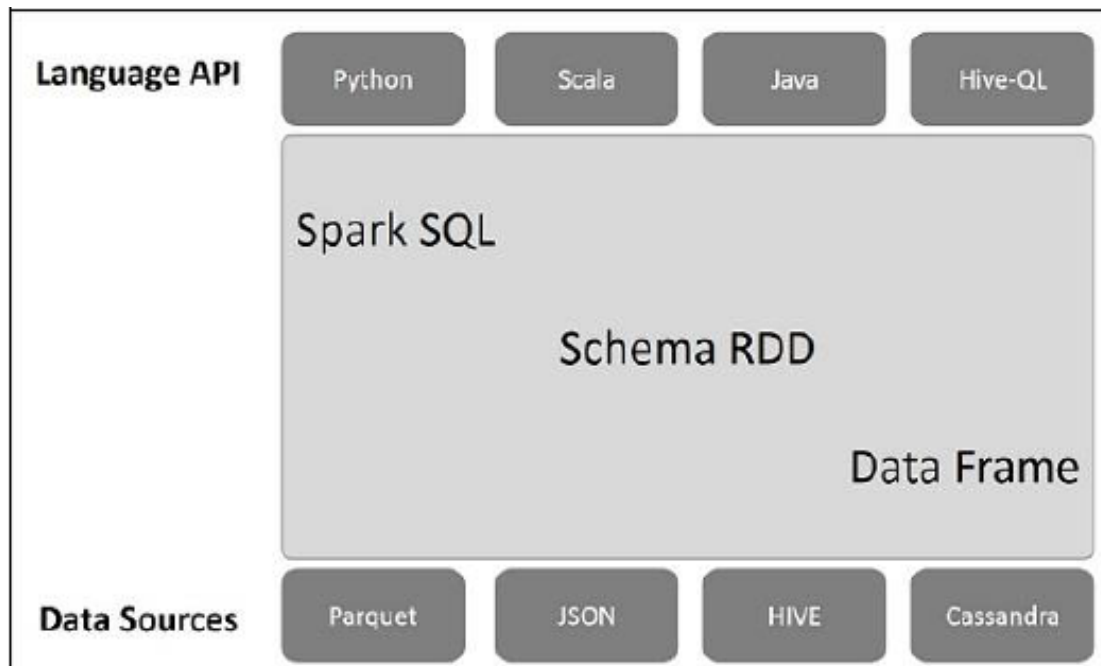 Language API
Python
Scala
Java
Hive-QL
Spark SQL
Schema RDD
Data Frame
Data Sources
Parquet
JSON
HIVE
Cassandra